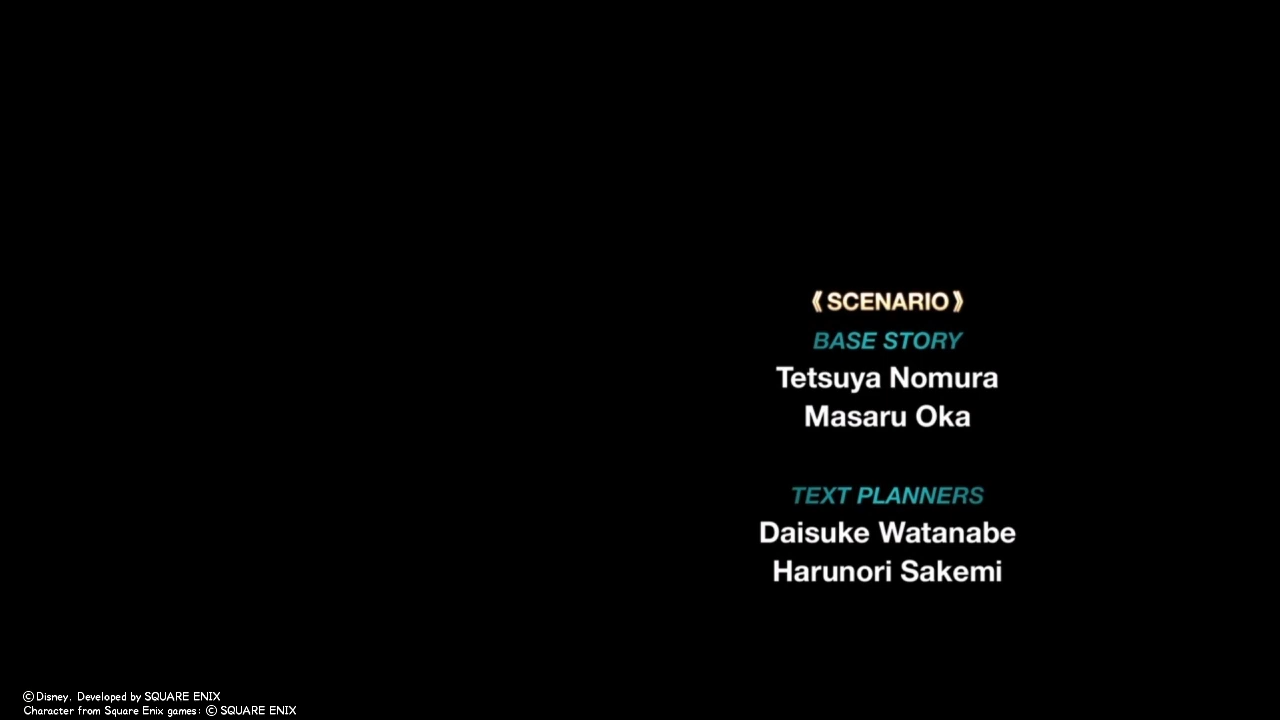 《SCENARIO》
BASE STORY
Tetsuya Nomura
Masaru Oka
TEXT PLANNERS
Daisuke Watanabe
Harunori Sakemi
©Disney. Developed by SQUARE ENIX
Character from Square Enix games: © SQUARE ENIX